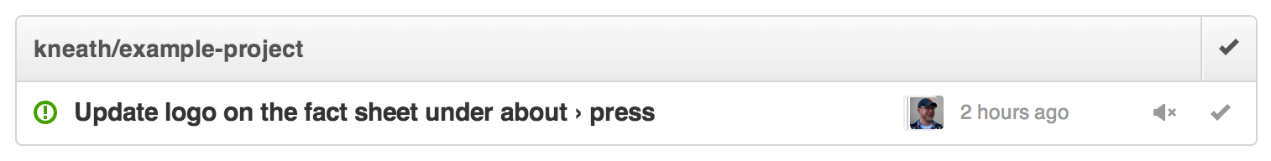 kneath/example-project
Update logo on the fact sheet under about › press
2 hours ago